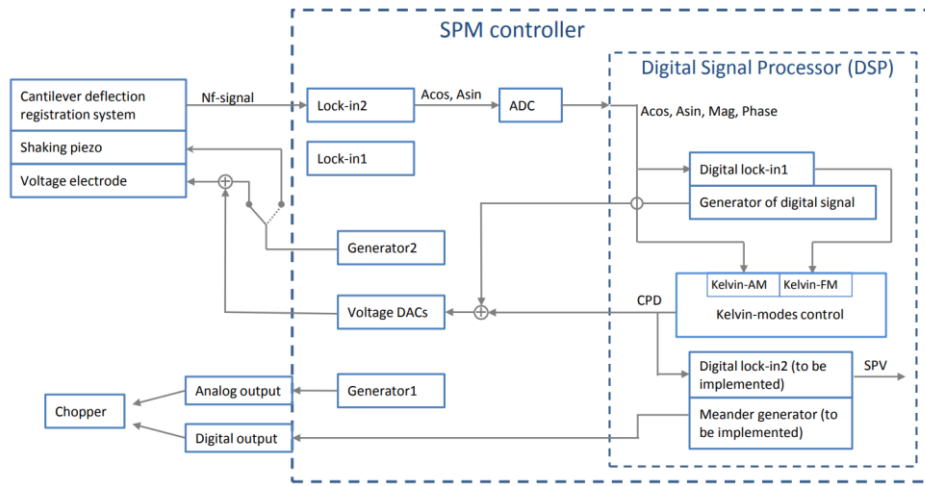 SPM controller
Digital Signal Processor (DSP)
Cantilever deflection
registration system
Nf-signal
Lock-in2
Acos, Asin
ADC
Acos, Asin, Mag, Phase
Shaking piezo
Lock-in1
Voltage electrode
Digital lock-in1
Generator of digital signal
Generator2
Kelvin-AM
Kelvin-FM
CPD
Voltage DACs
Kelvin-modes control
Digital lock-in2 (to be
implemented)
SPV
Analog output
Generator1
Chopper
Meander generator (to
be implemented)
Digital output